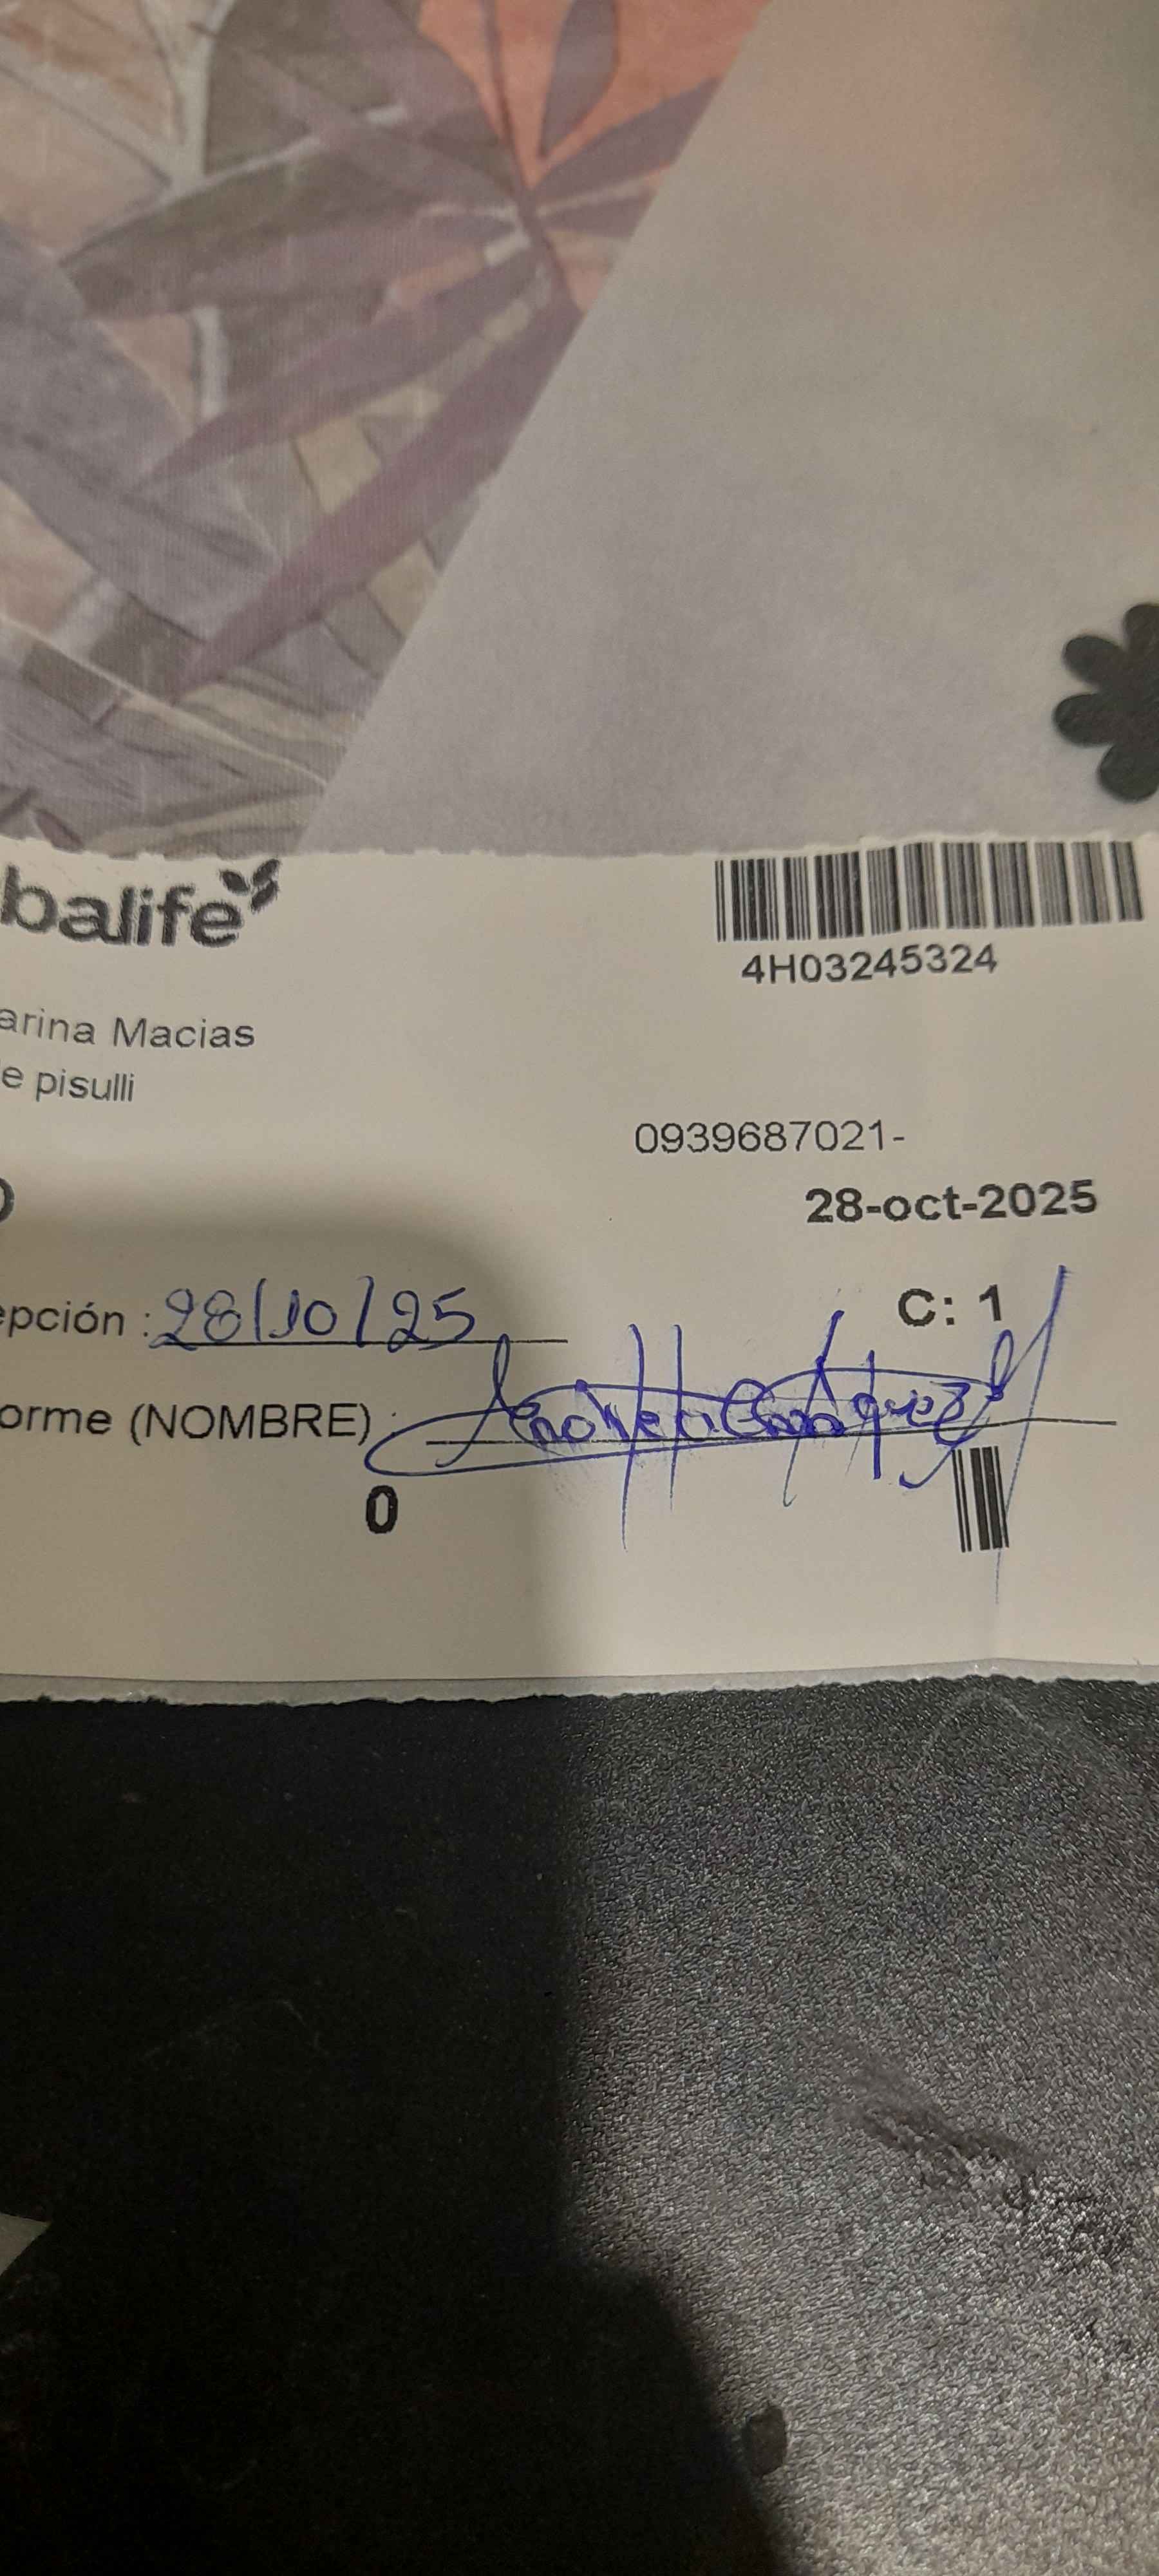 balife
4H03245324
arina Macias
e pisulli
0939687021-
28-oct-2025
epción : 28/10/25
C: 1
orme (NOMBRE)
0